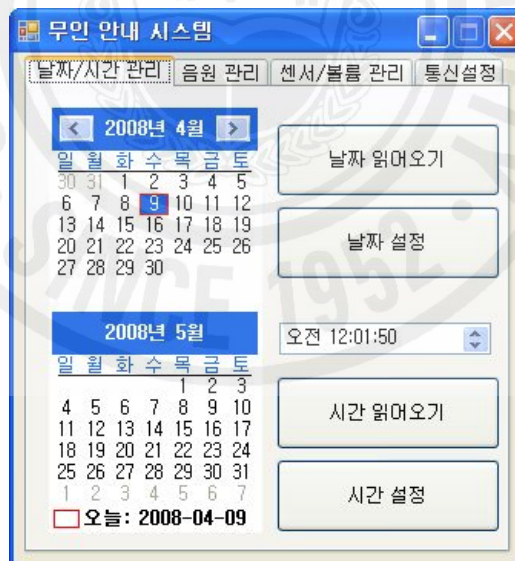 무인 안내 시스템
날짜/시간 관리 음원 관리 센서/볼륨 관리 통신설정
2008년 4월
일 월 화 수 목 금 토
30 31 1 2 3 4 5
6 7 8 9 10 11 12
13 14 15 16 17 18 19
20 21 22 23 24 25 26
27 28 29 30
2008년 5월
일 월 화 수 목 금 토
1 2 3
4 5 6 7 8 9 10
11 12 13 14 15 16 17
18 19 20 21 22 23 24
25 26 27 28 29 30 31
1 2 3 4 5 6 7
오늘: 2008-04-09
날짜 읽어오기
날짜 설정
오전 12:01:50
시간 읽어오기
시간 설정
SINCE 1952